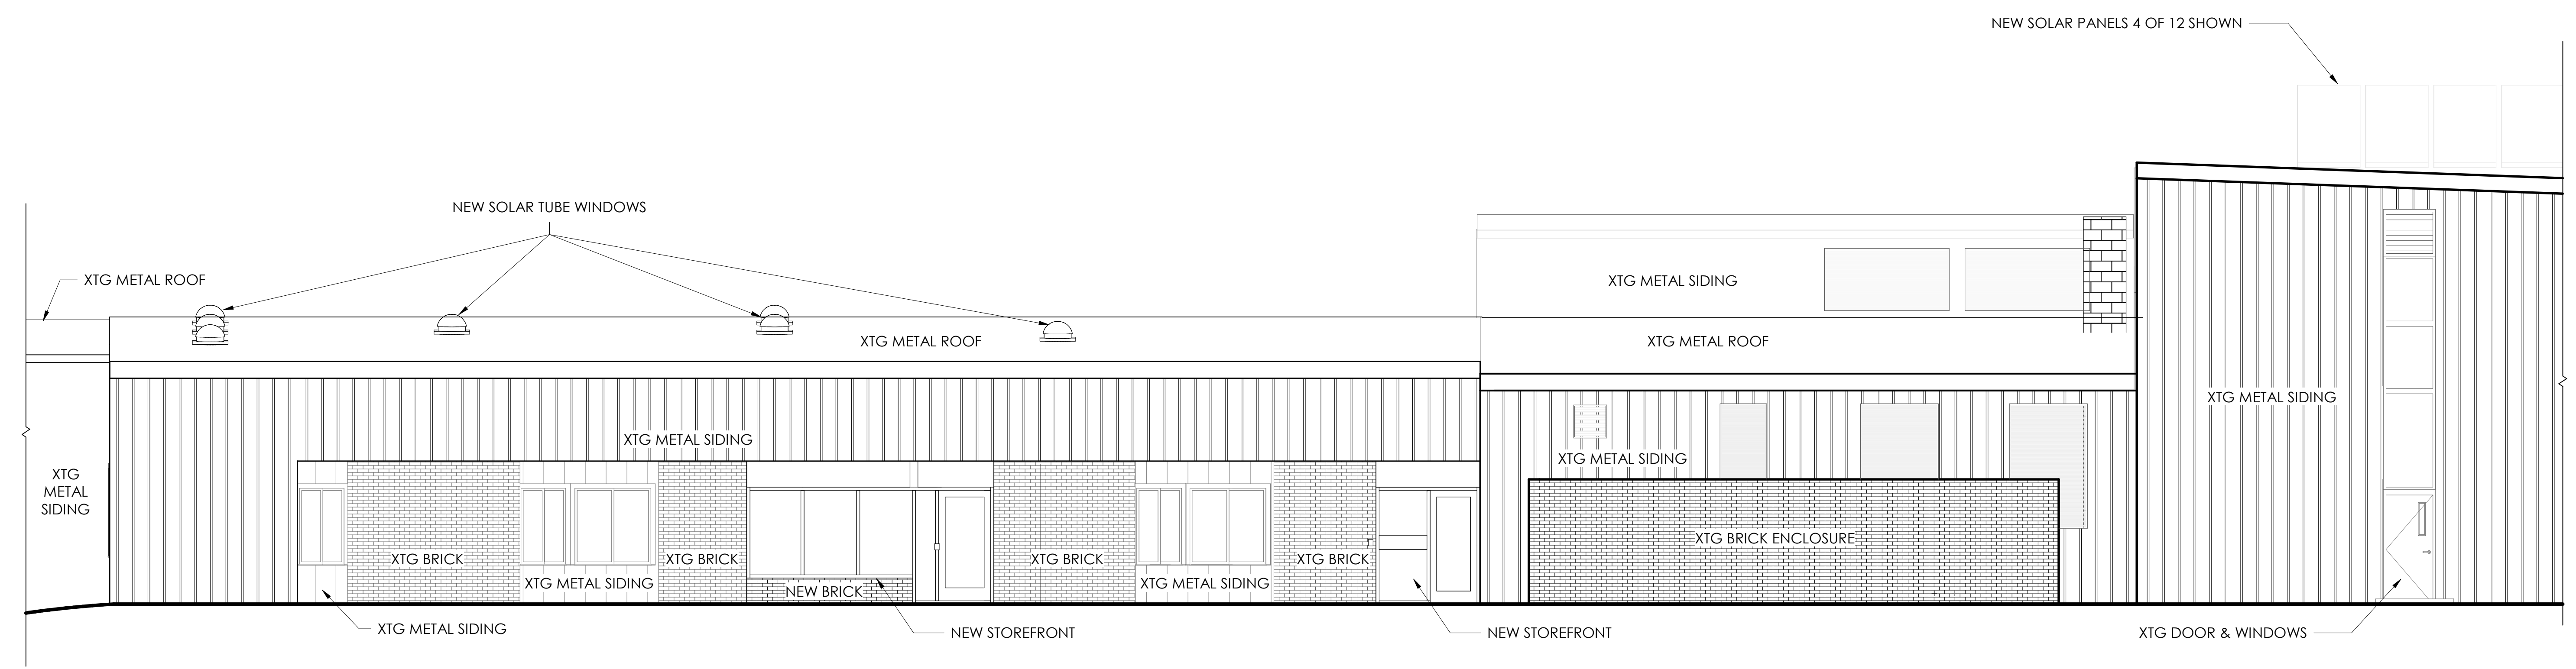 NEW SOLAR PANELS 4 OF 12 SHOWN
NEW SOLAR TUBE WINDOWS
XTG METAL ROOF
XTG METAL SIDING
XTG METAL ROOF
XTG METAL ROOF
XTG METAL SIDING
XTG METAL SIDING
XTG METAL SIDING
XTG
METAL
SIDING
XTG BRICK ENCLOSURE
XTG BRICK
XTG BRICK
XTG BRICK
XTG BRICK
XTG METAL SIDING
XTG METAL SIDING
NEW BRICK
XTG METAL SIDING
NEW STOREFRONT
NEW STOREFRONT
XTG DOOR & WINDOWS